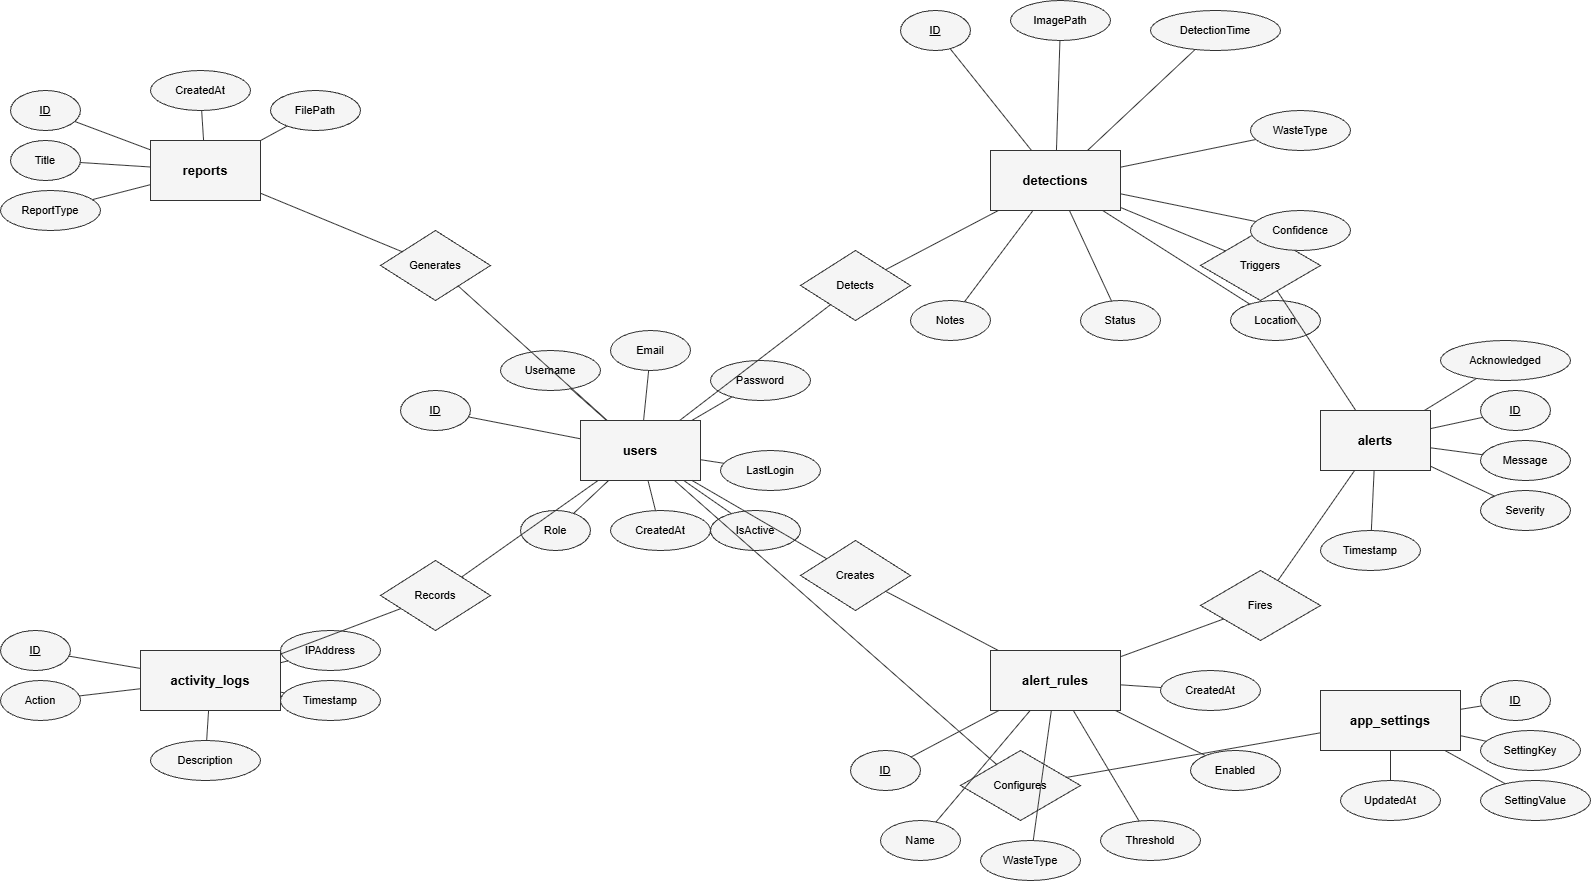 ID
ImagePath
DetectionTime
CreatedAt
FilePath
ID
Title
ReportType
reports
WasteType
detections
Confidence
Generates
Detects
Triggers
Notes
Status
Location
Username
Email
Password
ID
users
LastLogin
Acknowledged
ID
alerts
Message
Severity
Timestamp
Role
CreatedAt
IsActive
Records
Creates
Fires
ID
IPAddress
Action
activity_logs
Timestamp
Description
alert_rules
CreatedAt
ID
Configures
Enabled
Name
WasteType
Threshold
app_settings
ID
SettingKey
UpdatedAt
SettingValue